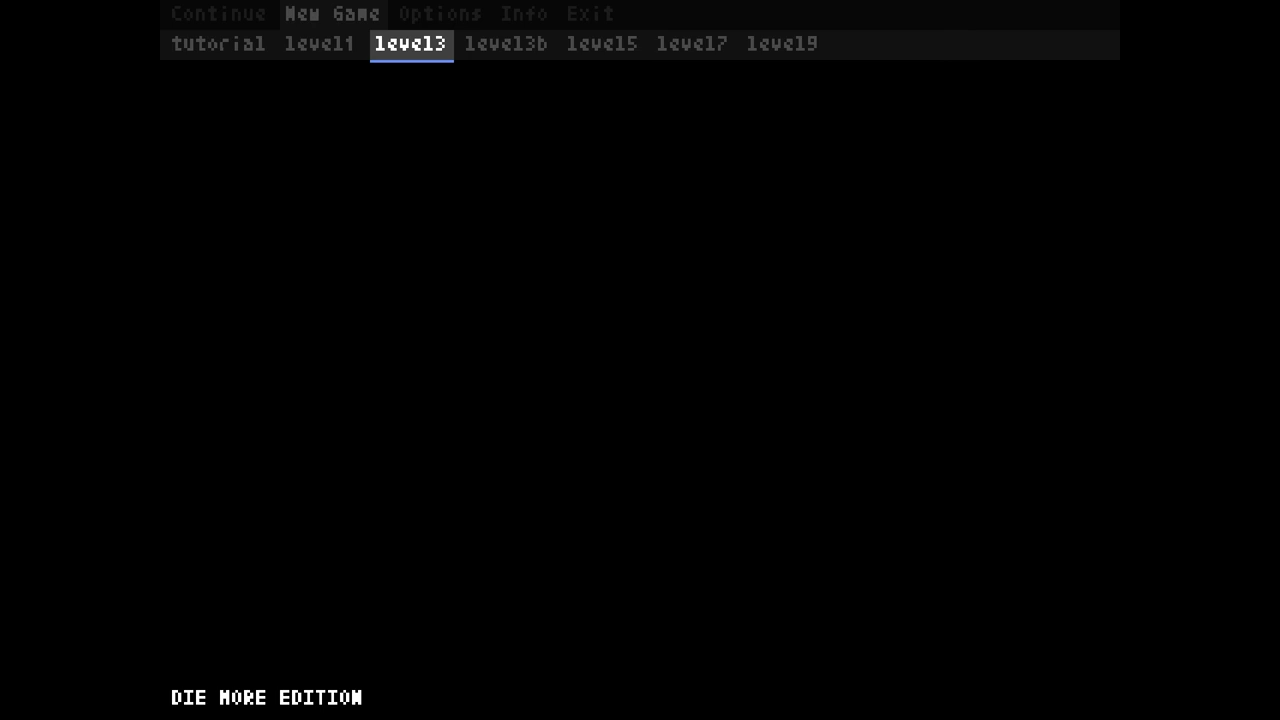 Continue New Game Options Info Exit
tutorial level1 level3 level3b level5 level7 level9
DIE MORE EDITION